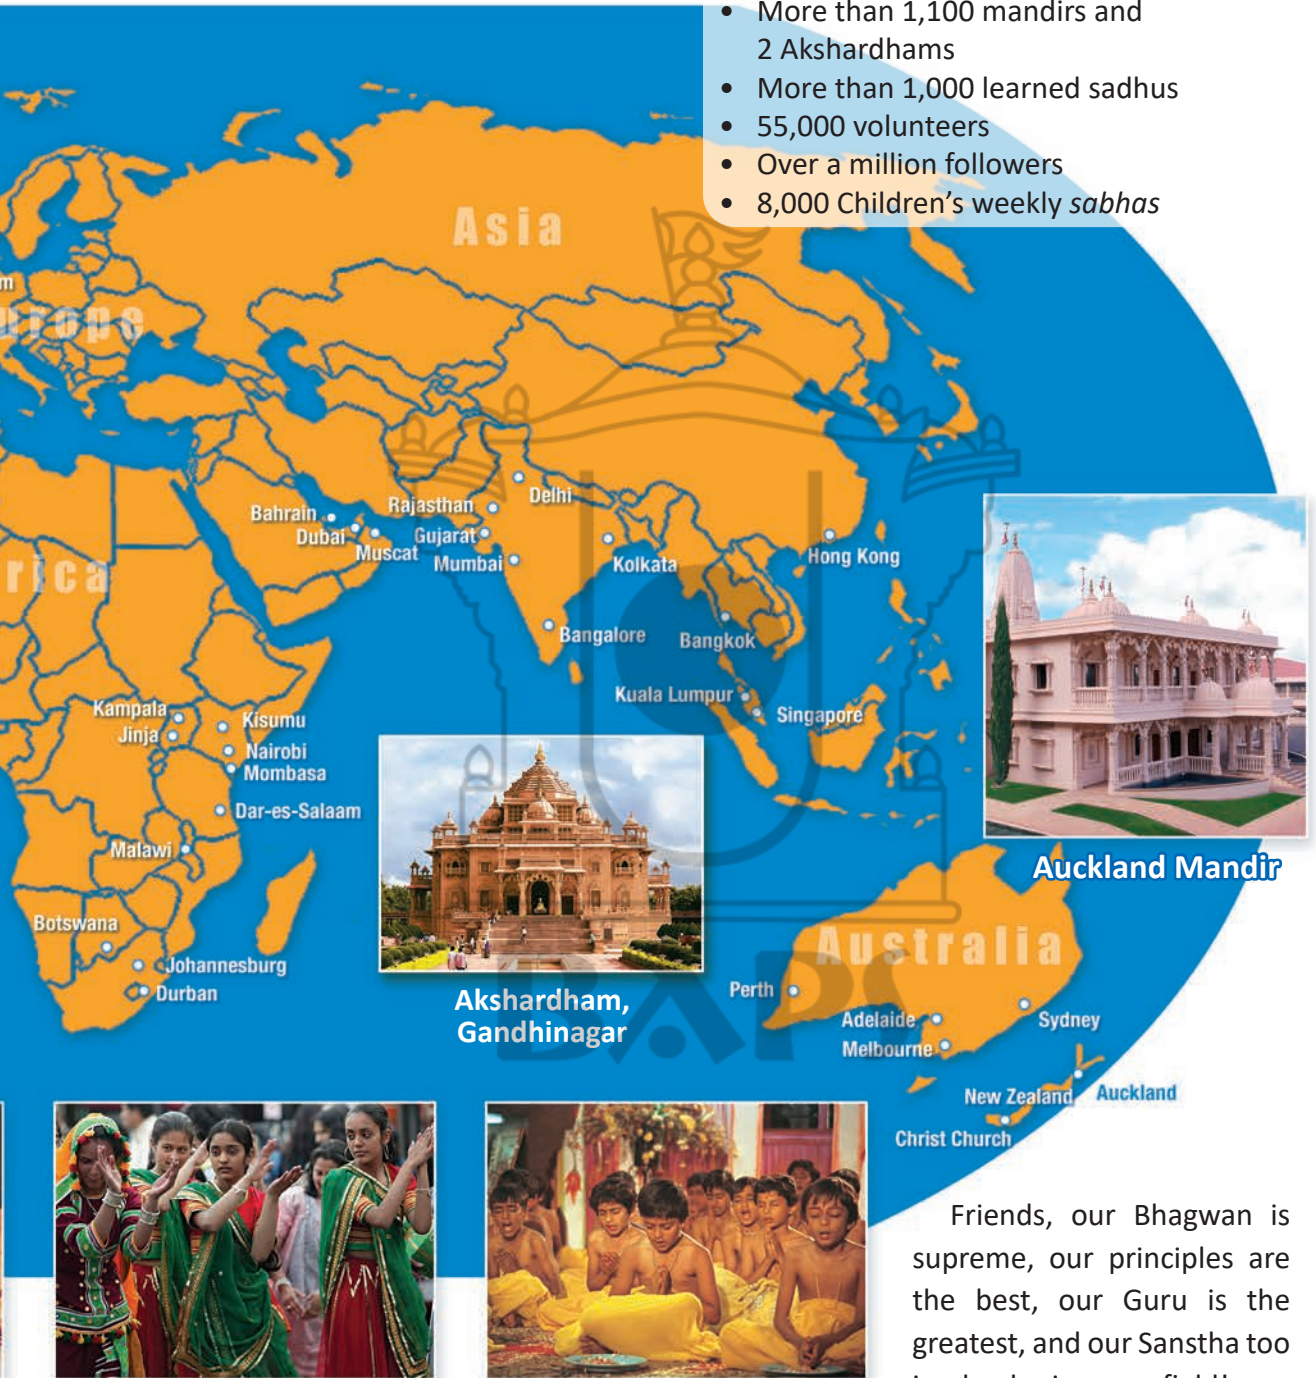 • More than 1,100 mandirs and
2 Akshardhams
• More than 1,000 learned sadhus
• 55,000 volunteers
• Over a million followers
• 8,000 Children's weekly sabhas
Asia
Bahrain
Dubai
Muscat
Rajasthan
Gujarat
Mumbai
Delhi
Kolkata
Hong Kong
Bangalore
Bangkok
Kuala Lumpur
Singapore
Kampala
Jinja
Kisumu
Nairobi
Mombasa
Dar-es-Salaam
Malawi
Botswana
Johannesburg
Durban
Akshardham,
Gandhinagar
Auckland Mandir
Australia
Perth
Adelaide
Melbourne
Sydney
New Zealand
Auckland
Christ Church
BAPS
Friends, our Bhagwan is
supreme, our principles are
the best, our Guru is the
greatest, and our Sanstha too